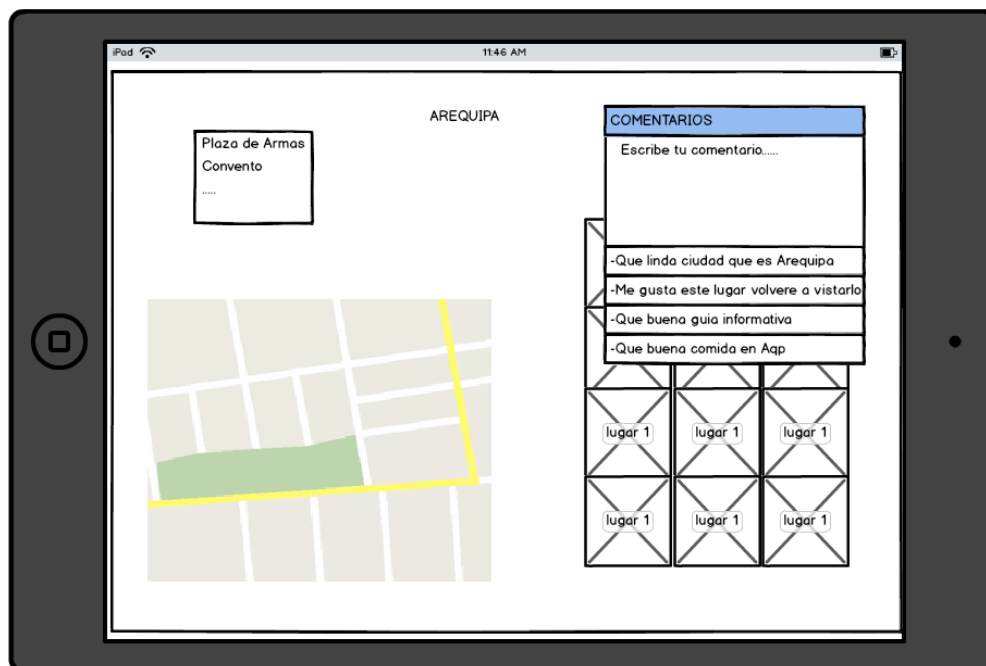 iPad
11:46 AM
AREQUIPA
Plaza de Armas
Convento
.....
COMENTARIOS
Escribe tu comentario......
-Que linda ciudad que es Arequipa
-Me gusta este lugar volvere a vistarlo
-Que buena guia informativa
-Que buena comida en Aqp
lugar 1 lugar 1 lugar 1
lugar 1 lugar 1 lugar 1